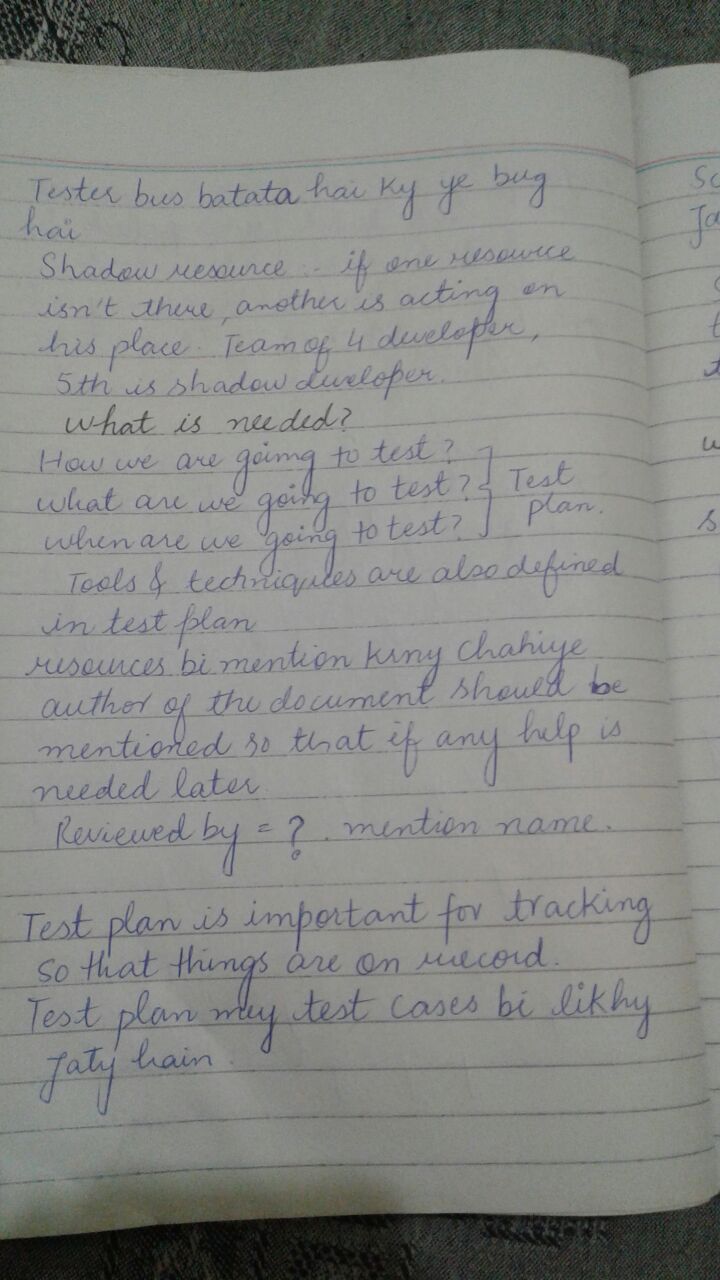 Tester bus batata hai ky ye bug
hai
Shadow resource .. if one resource
isn't there, another is acting on
his place. Team of 4 developer,
5th is shadow developer.
what is needed?
How we are going to test?
what are we going to test? Test
when are we going to test? plan.
Tools & techniques are also defined
in test plan
resources bi mention krny chahiye
author of the document should be
mentioned so that if any help is
needed later.
Reviewed by = ? . mention name.
Test plan is important for tracking
so that things are on record.
Test plan mey test cases bi likhy
jaty hain.